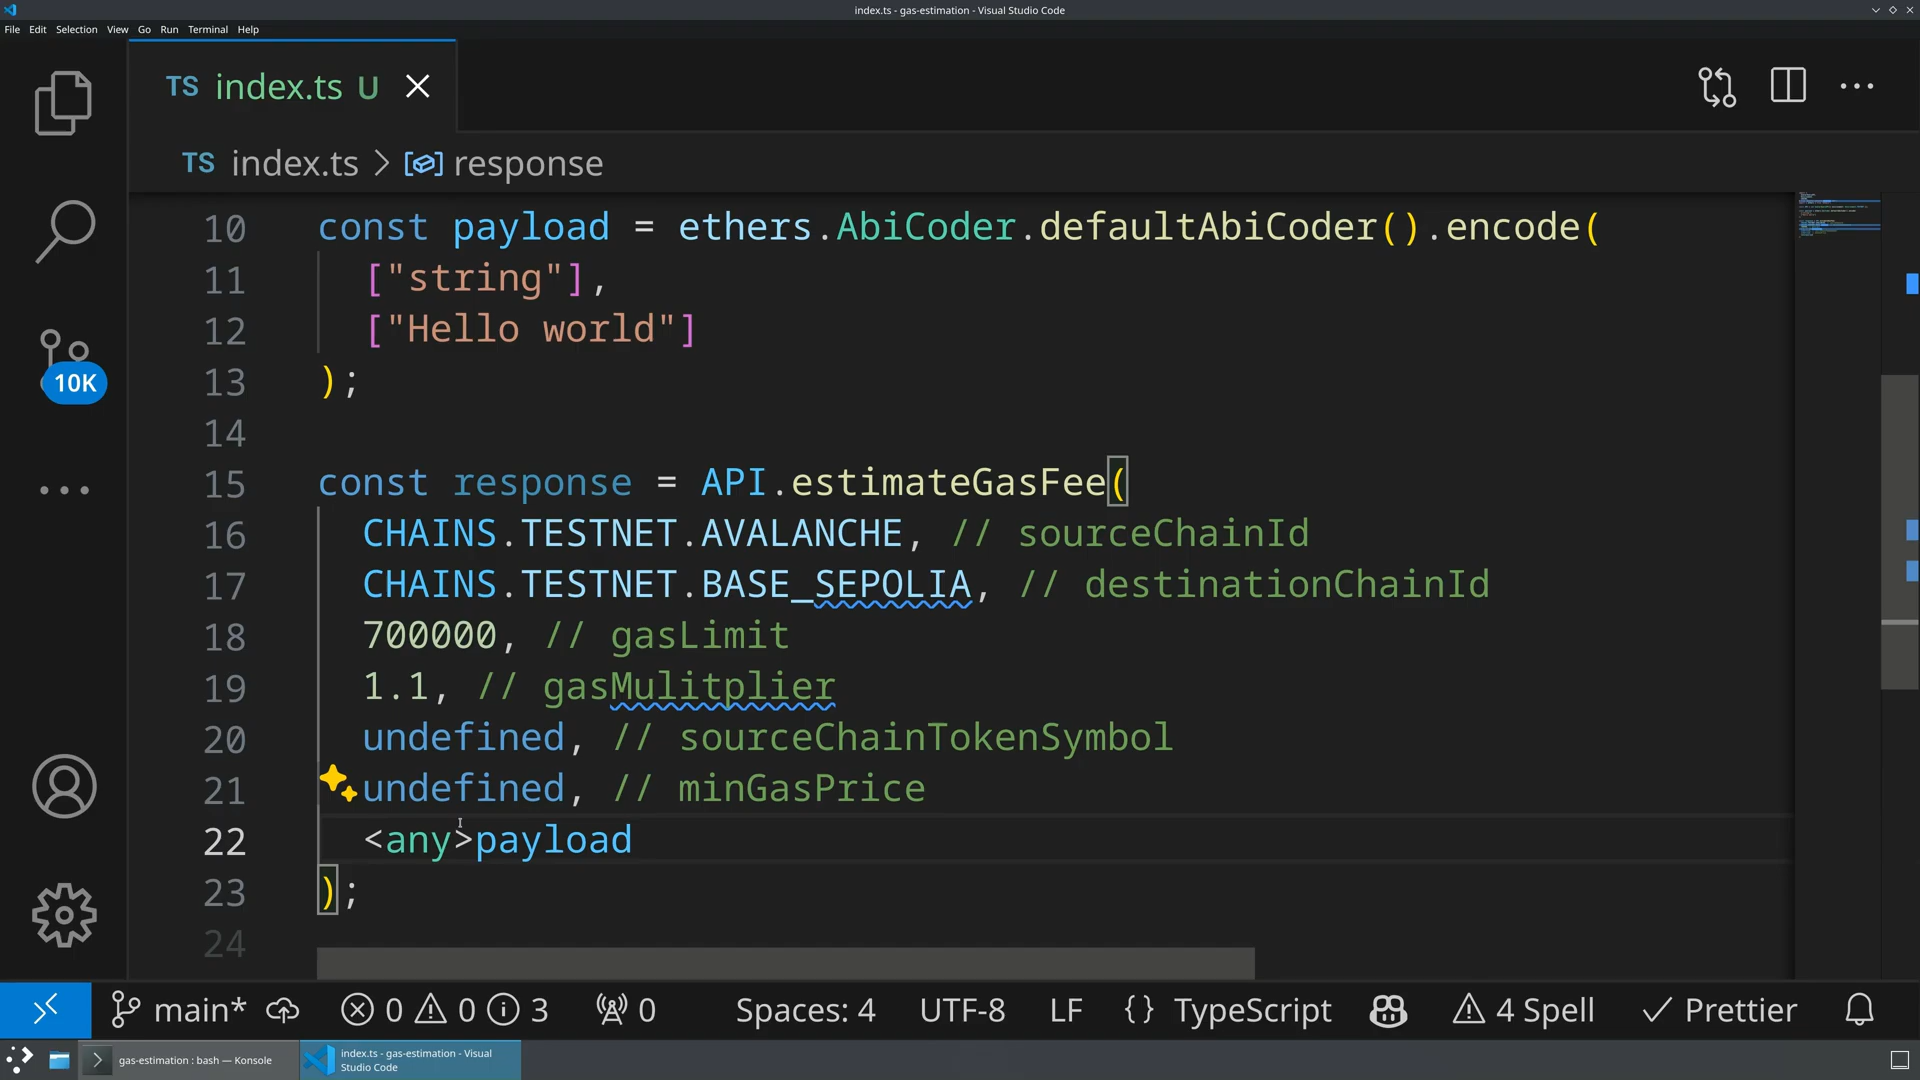 index.ts - gas-estimation - Visual Studio Code
File Edit Selection View Go Run Terminal Help
TS index.ts U
TS index.ts > response
10 const payload = ethers.AbiCoder.defaultAbiCoder().encode(
11 ["string"],
12 ["Hello world"]
13 );
14
15 const response = API.estimateGasFee(
16 CHAINS.TESTNET.AVALANCHE, // sourceChainId
17 CHAINS.TESTNET.BASE_SEPOLIA, // destinationChainId
18 700000, // gasLimit
19 1.1, // gasMulitplier
20 undefined, // sourceChainTokenSymbol
21 undefined, // minGasPrice
22 <any>payload
23 );
24
10K
main* 0 0 3 0 Spaces: 4 UTF-8 LF {} TypeScript 4 Spell Prettier
gas-estimation : bash — Konsole
index.ts - gas-estimation - Visual
Studio Code